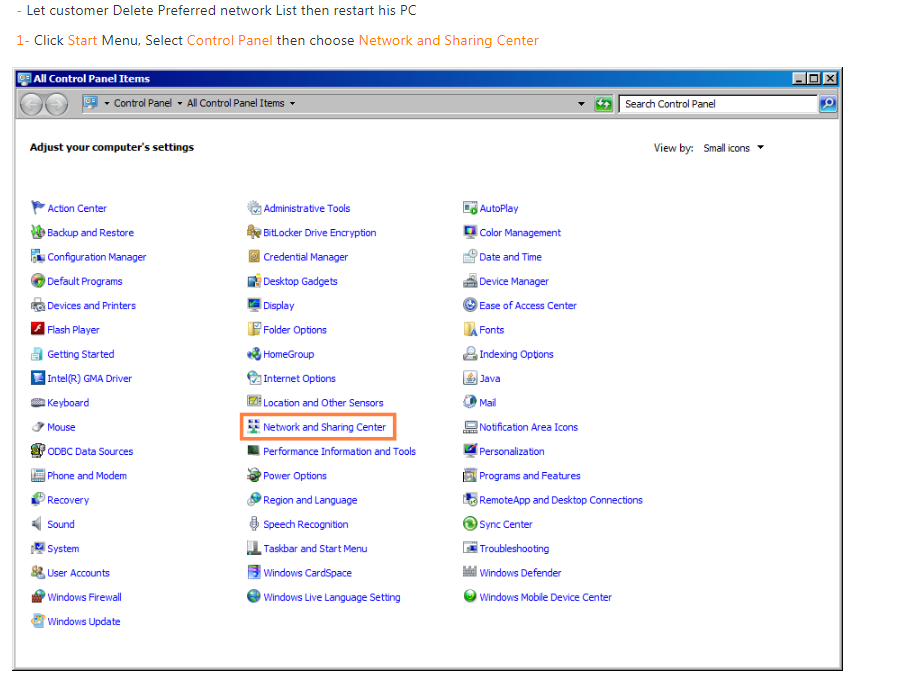 - Let customer Delete Preferred network List then restart his PC
1- Click Start Menu, Select Control Panel then choose Network and Sharing Center
All Control Panel Items
Control Panel All Control Panel Items Search Control Panel
Adjust your computer's settings View by: Small icons
Action Center Administrative Tools AutoPlay
Backup and Restore BitLocker Drive Encryption Color Management
Configuration Manager Credential Manager Date and Time
Default Programs Desktop Gadgets Device Manager
Devices and Printers Display Ease of Access Center
Flash Player Folder Options Fonts
Getting Started HomeGroup Indexing Options
Intel(R) GMA Driver Internet Options Java
Keyboard Location and Other Sensors Mail
Mouse Network and Sharing Center Notification Area Icons
ODBC Data Sources Performance Information and Tools Personalization
Phone and Modem Power Options Programs and Features
Recovery Region and Language RemoteApp and Desktop Connections
Sound Speech Recognition Sync Center
System Taskbar and Start Menu Troubleshooting
User Accounts Windows CardSpace Windows Defender
Windows Firewall Windows Live Language Setting Windows Mobile Device Center
Windows Update